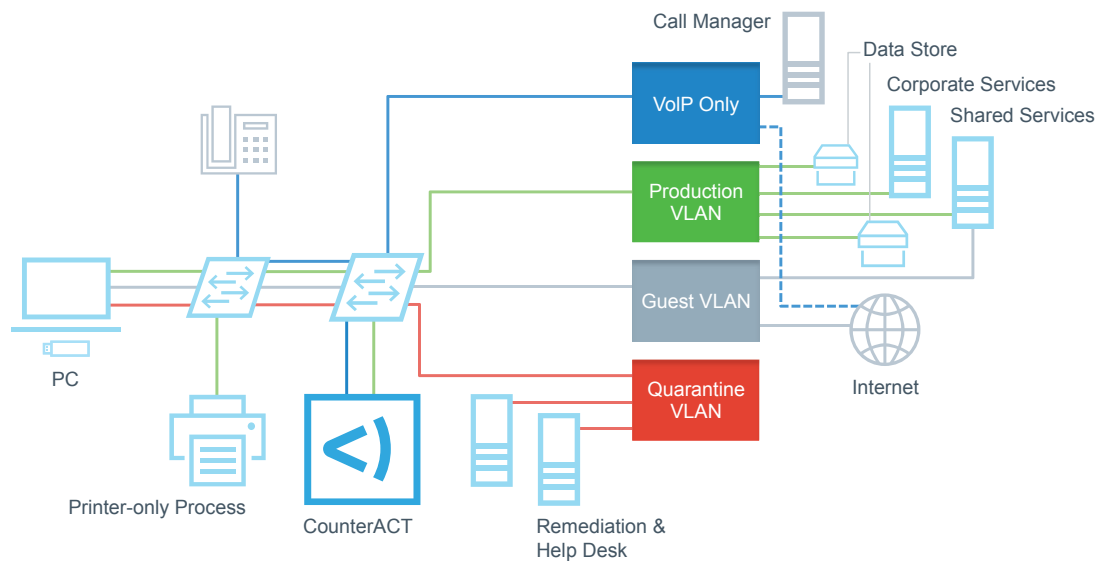 Call Manager
Data Store
Corporate Services
Shared Services
VoIP Only
Production
VLAN
Guest VLAN
Internet
Quarantine
VLAN
PC
Printer-only Process
CounterACT
Remediation &
Help Desk